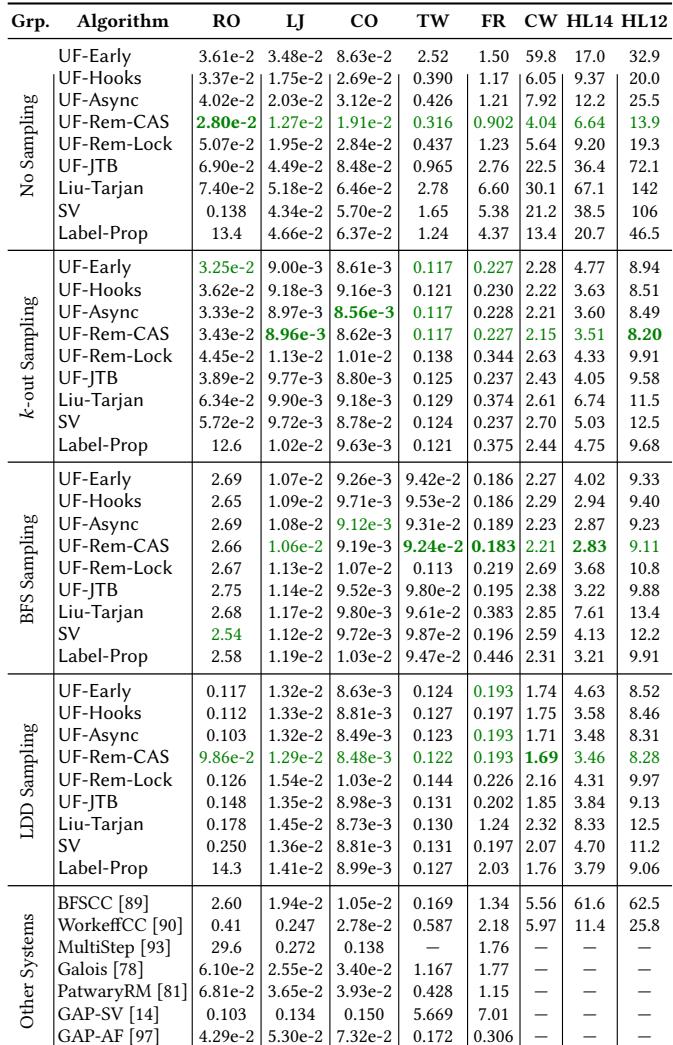 Grp. Algorithm RO LJ CO TW FR CW HL14 HL12
No Sampling
UF-Early 3.61e-2 3.48e-2 8.63e-2 2.52 1.50 59.8 17.0 32.9
UF-Hooks 3.37e-2 1.75e-2 2.69e-2 0.390 1.17 6.05 9.37 20.0
UF-Async 4.02e-2 2.03e-2 3.12e-2 0.426 1.21 7.92 12.2 25.5
UF-Rem-CAS 2.80e-2 1.27e-2 1.91e-2 0.316 0.902 4.04 6.64 13.9
UF-Rem-Lock 5.07e-2 1.95e-2 2.84e-2 0.437 1.23 5.64 9.20 19.3
UF-JTB 6.90e-2 4.49e-2 8.48e-2 0.965 2.76 22.5 36.4 72.1
Liu-Tarjan 7.40e-2 5.18e-2 6.46e-2 2.78 6.60 30.1 67.1 142
SV 0.138 4.34e-2 5.70e-2 1.65 5.38 21.2 38.5 106
Label-Prop 13.4 4.66e-2 6.37e-2 1.24 4.37 13.4 20.7 46.5
k-out Sampling
UF-Early 3.25e-2 9.00e-3 8.61e-3 0.117 0.227 2.28 4.77 8.94
UF-Hooks 3.62e-2 9.18e-3 9.16e-3 0.121 0.230 2.22 3.63 8.51
UF-Async 3.33e-2 8.97e-3 8.56e-3 0.117 0.228 2.21 3.60 8.49
UF-Rem-CAS 3.43e-2 8.96e-3 8.62e-3 0.117 0.227 2.15 3.51 8.20
UF-Rem-Lock 4.45e-2 1.13e-2 1.01e-2 0.138 0.344 2.63 4.33 9.91
UF-JTB 3.89e-2 9.77e-3 8.80e-3 0.125 0.237 2.43 4.05 9.58
Liu-Tarjan 6.34e-2 9.90e-3 9.18e-3 0.129 0.374 2.61 6.74 11.5
SV 5.72e-2 9.72e-3 8.78e-2 0.124 0.237 2.70 5.03 12.5
Label-Prop 12.6 1.02e-2 9.63e-3 0.121 0.375 2.44 4.75 9.68
BFS Sampling
UF-Early 2.69 1.07e-2 9.26e-3 9.42e-2 0.186 2.27 4.02 9.33
UF-Hooks 2.65 1.09e-2 9.71e-3 9.53e-2 0.186 2.29 2.94 9.40
UF-Async 2.69 1.08e-2 9.12e-3 9.31e-2 0.189 2.23 2.87 9.23
UF-Rem-CAS 2.66 1.06e-2 9.19e-3 9.24e-2 0.183 2.21 2.83 9.11
UF-Rem-Lock 2.67 1.13e-2 1.07e-2 0.113 0.219 2.69 3.68 10.8
UF-JTB 2.75 1.14e-2 9.52e-3 9.80e-2 0.195 2.38 3.22 9.88
Liu-Tarjan 2.68 1.17e-2 9.80e-3 9.61e-2 0.383 2.85 7.61 13.4
SV 2.54 1.12e-2 9.72e-3 9.87e-2 0.196 2.59 4.13 12.2
Label-Prop 2.58 1.19e-2 1.03e-2 9.47e-2 0.446 2.31 3.21 9.91
LDD Sampling
UF-Early 0.117 1.32e-2 8.63e-3 0.124 0.193 1.74 4.63 8.52
UF-Hooks 0.112 1.33e-2 8.81e-3 0.127 0.197 1.75 3.58 8.46
UF-Async 0.103 1.32e-2 8.49e-3 0.123 0.193 1.71 3.48 8.31
UF-Rem-CAS 9.86e-2 1.29e-2 8.48e-3 0.122 0.193 1.69 3.46 8.28
UF-Rem-Lock 0.126 1.54e-2 1.03e-2 0.144 0.226 2.16 4.31 9.97
UF-JTB 0.148 1.35e-2 8.98e-3 0.131 0.202 1.85 3.84 9.13
Liu-Tarjan 0.178 1.45e-2 8.73e-3 0.130 1.24 2.32 8.33 12.5
SV 0.250 1.36e-2 8.81e-3 0.131 0.197 2.07 4.70 11.2
Label-Prop 14.3 1.41e-2 8.99e-3 0.127 2.03 1.76 3.79 9.06
Other Systems
BFSCC [89] 2.60 1.94e-2 1.05e-2 0.169 1.34 5.56 61.6 62.5
WorkeffCC [90] 0.41 0.247 2.78e-2 0.587 2.18 5.97 11.4 25.8
MultiStep [93] 29.6 0.272 0.138 — 1.76 — — —
Galois [78] 6.10e-2 2.55e-2 3.40e-2 1.167 1.77 — — —
PatwaryRM [81] 6.81e-2 3.65e-2 3.93e-2 0.428 1.15 — — —
GAP-SV [14] 0.103 0.134 0.150 5.669 7.01 — — —
GAP-AF [97] 4.29e-2 5.30e-2 7.32e-2 0.172 0.306 — — —